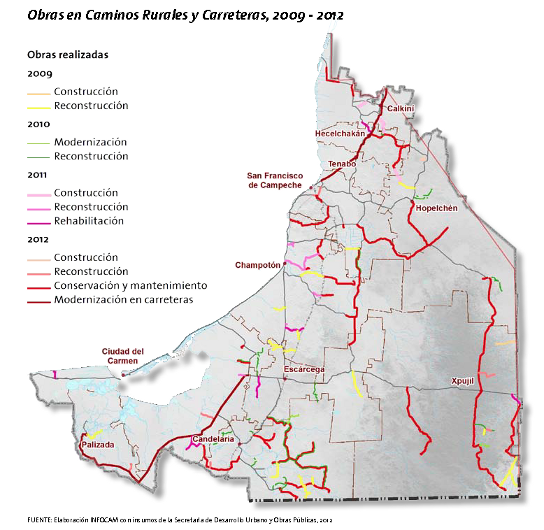 Obras en Caminos Rurales y Carreteras, 2009 - 2012
Obras realizadas
2009
Construcción
Reconstrucción
2010
Modernización
Reconstrucción
2011
Construcción
Reconstrucción
Rehabilitación
2012
Construcción
Reconstrucción
Conservación y mantenimiento
Modernización en carreteras
Calkiní
Hecelchakán
Tenabo
San Francisco
de Campeche
Hopelchén
Champotón
Ciudad del
Carmen
Escárcega
Xpujil
Palizada
Candelaria
FUENTE: Elaboración INFOCAM con insumos de la Secretaría de Desarrollo Urbano y Obras Públicas, 2012